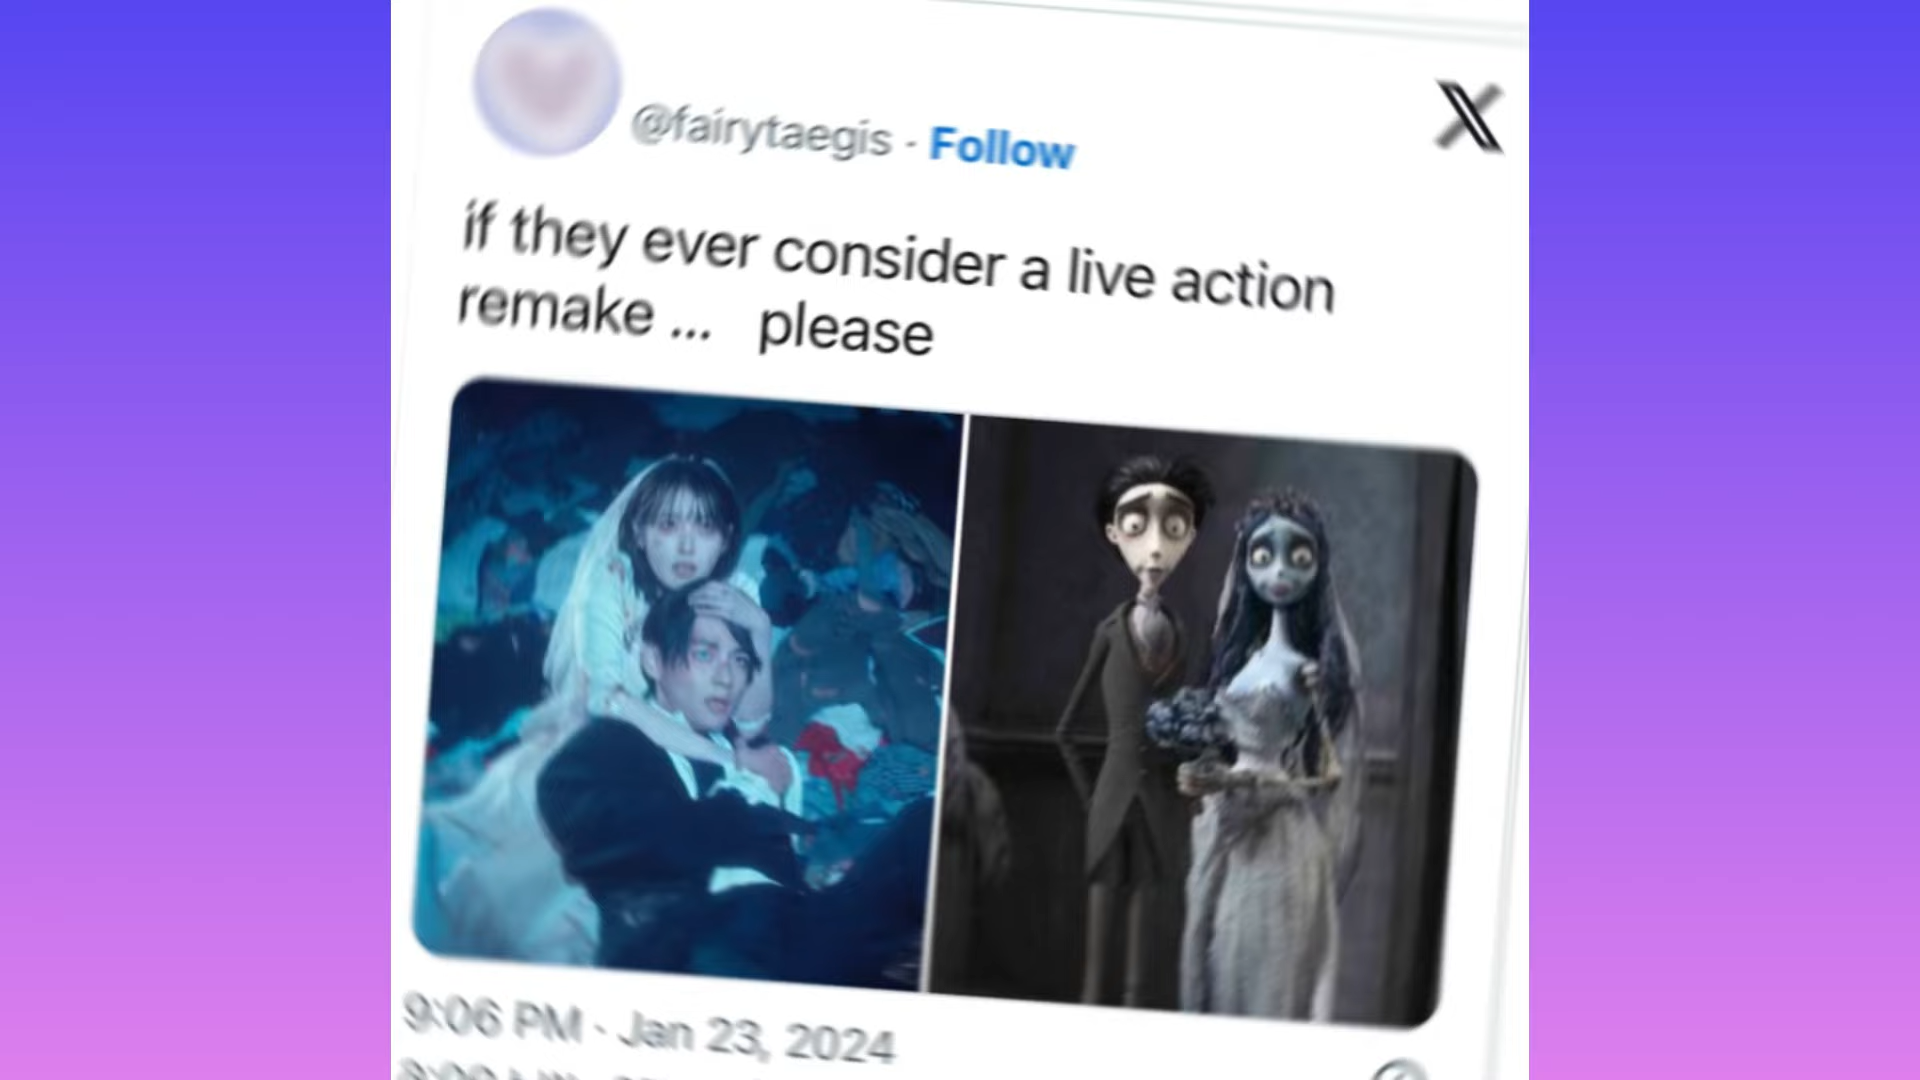 @fairytaegis · Follow
if they ever consider a live action
remake ... please
9:06 PM · Jan 23, 2024